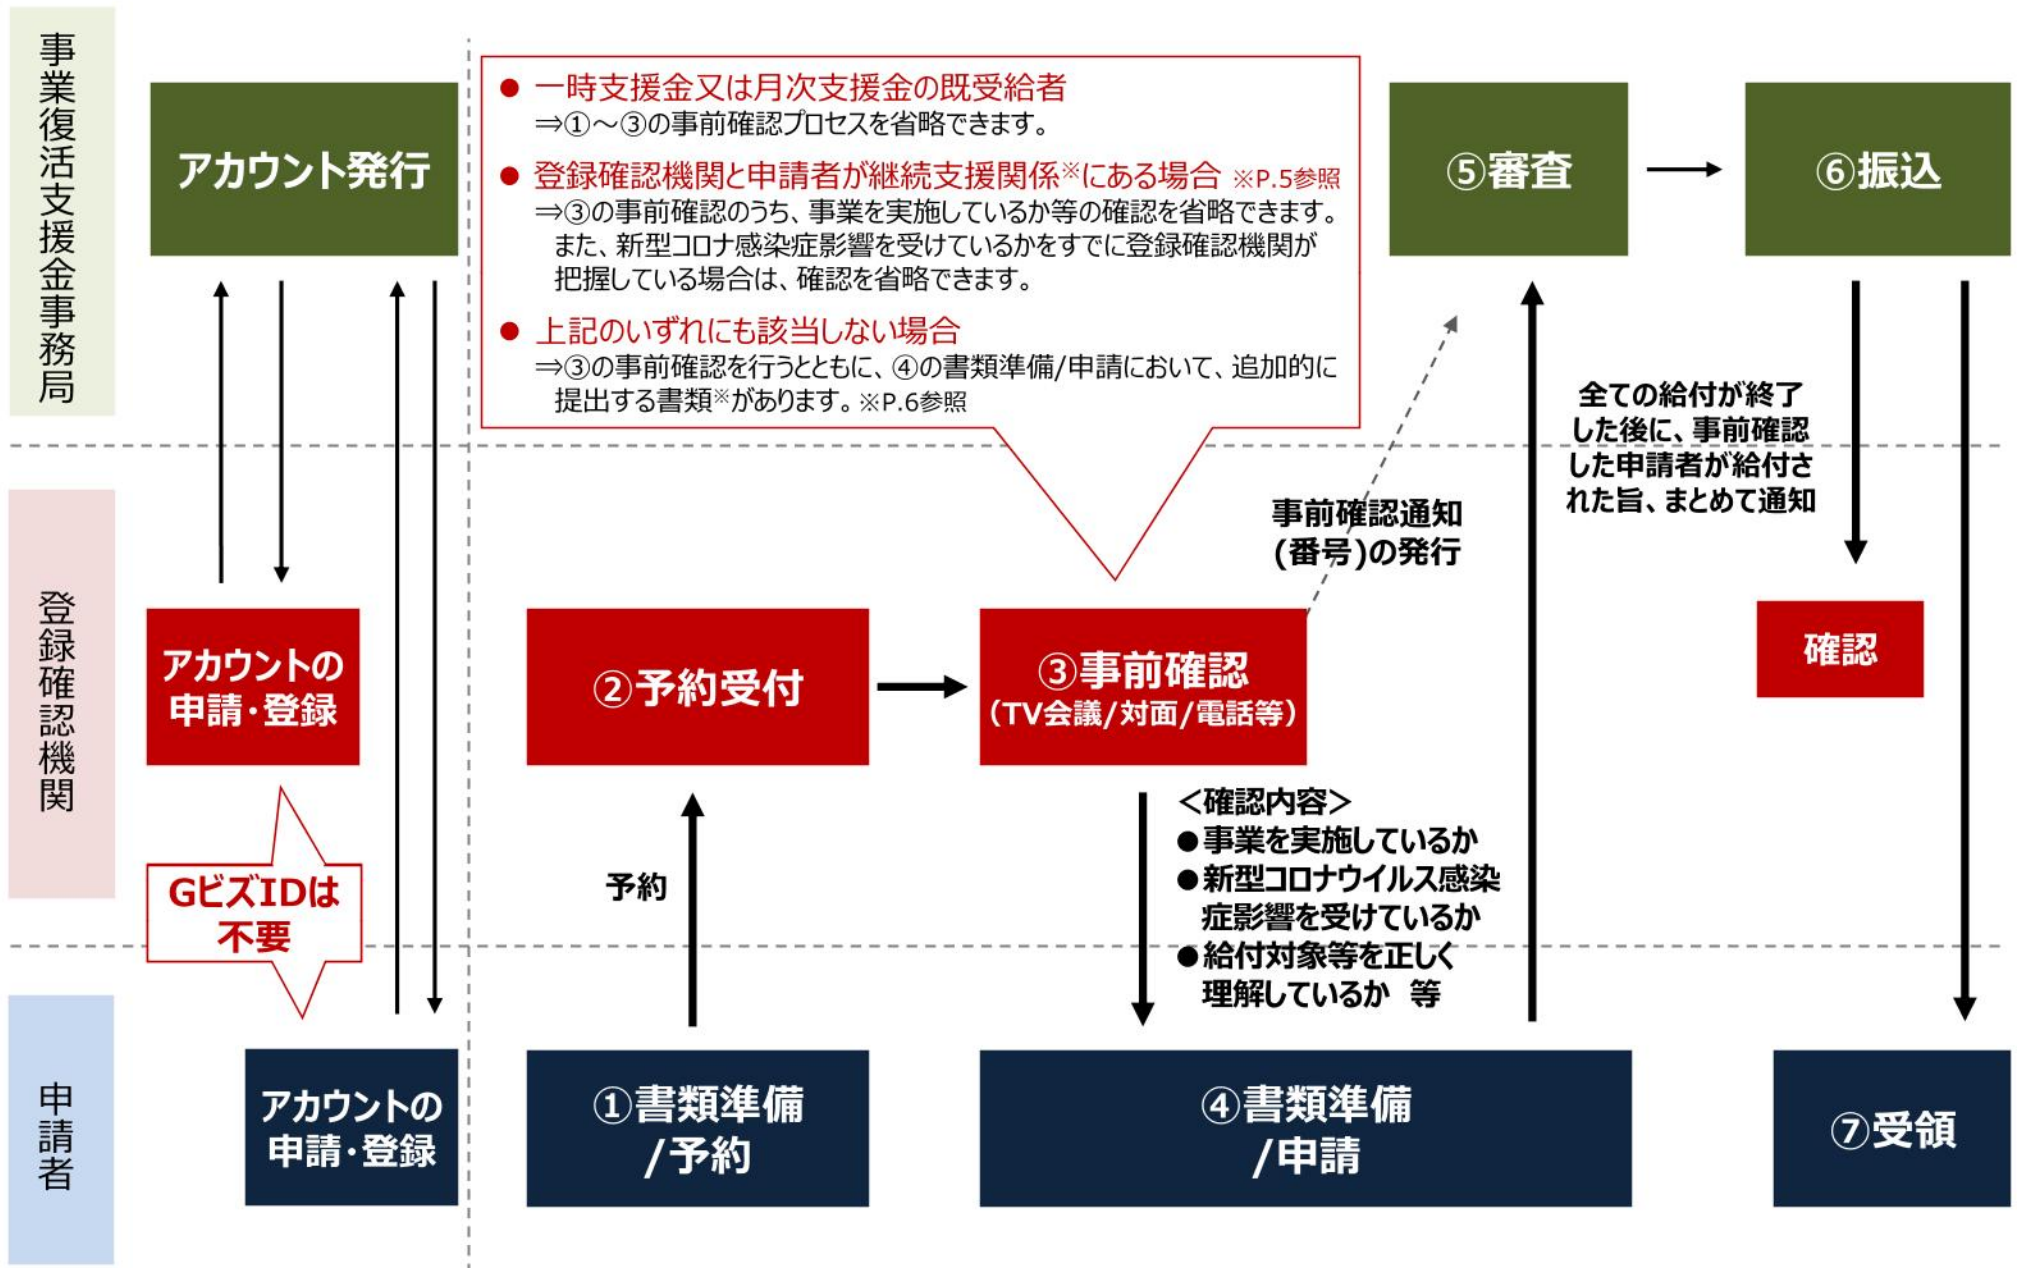 事業復活支援金事務局
アカウント発行
● 一時支援金又は月次支援金の既受給者
⇒①～③の事前確認プロセスを省略できます。
● 登録確認機関と申請者が継続支援関係※にある場合 ※P.5参照
⇒③の事前確認のうち、事業を実施しているか等の確認を省略できます。
また、新型コロナ感染症影響を受けているかをすでに登録確認機関が
把握している場合は、確認を省略できます。
● 上記のいずれにも該当しない場合
⇒③の事前確認を行うとともに、④の書類準備/申請において、追加的に
提出する書類※があります。※P.6参照
⑤審査
⑥振込
全ての給付が終了
した後に、事前確認
した申請者が給付さ
れた旨、まとめて通知
事前確認通知
(番号)の発行
登録確認機関
アカウントの
申請・登録
②予約受付
③事前確認
（TV会議/対面/電話等）
確認
GビズIDは
不要
予約
＜確認内容＞
●事業を実施しているか
●新型コロナウイルス感染
症影響を受けているか
●給付対象等を正しく
理解しているか 等
申請者
アカウントの
申請・登録
①書類準備
/予約
④書類準備
/申請
⑦受領